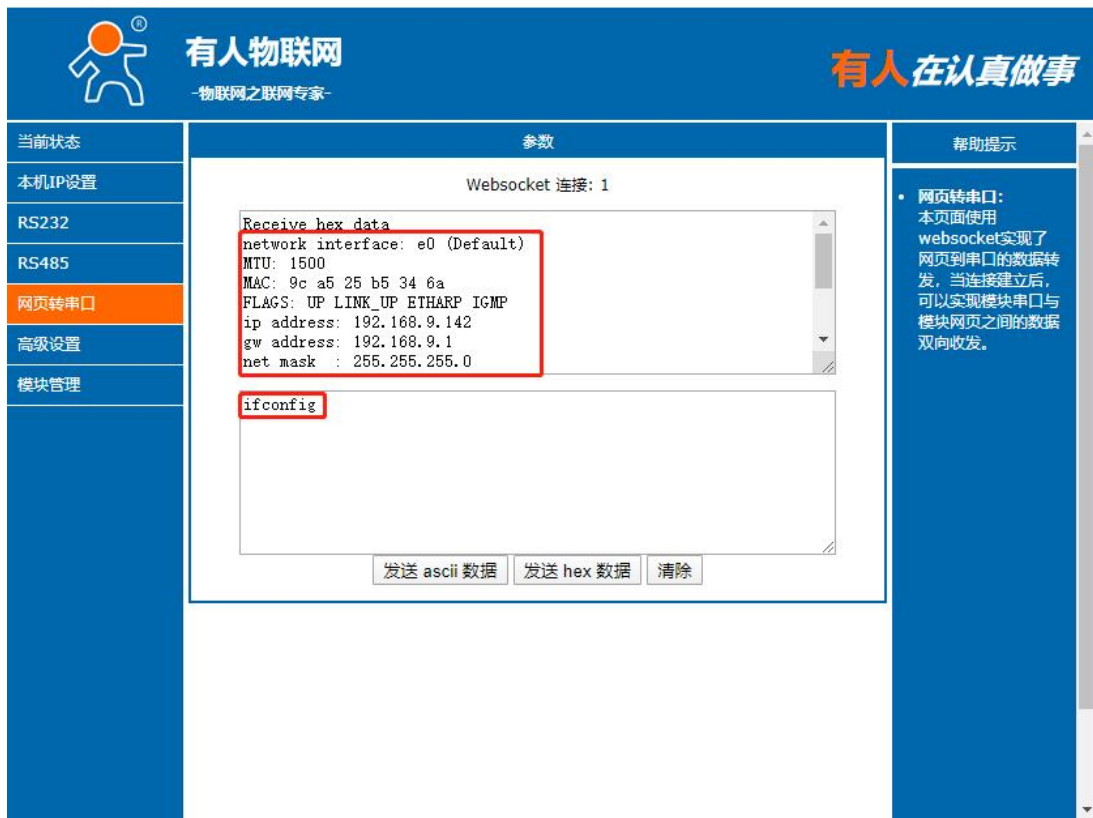 ®
有人物联网
-物联网之联网专家-
有人在认真做事
当前状态
本机IP设置
RS232
RS485
网页转串口
高级设置
模块管理
参数
Websocket 连接: 1
Receive hex data
network interface: e0 (Default)
MTU: 1500
MAC: 9c a5 25 b5 34 6a
FLAGS: UP LINK_UP ETHARP IGMP
ip address: 192.168.9.142
gw address: 192.168.9.1
net mask  : 255.255.255.0
ifconfig
发送 ascii 数据
发送 hex 数据
清除
帮助提示
• 网页转串口:
本页面使用
websocket实现了
网页到串口的数据转
发，当连接建立后，
可以实现模块串口与
模块网页之间的数据
双向收发。